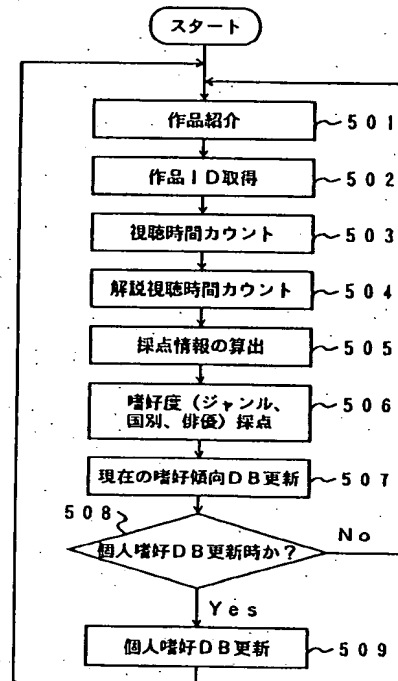 スタート
作品紹介 501
作品ID取得 502
視聴時間カウント 503
解説視聴時間カウント 504
採点情報の算出 505
嗜好度(ジャンル、
国別、俳優)採点 506
現在の嗜好傾向DB更新 507
508
個人嗜好DB更新時か? No
Yes
個人嗜好DB更新 509